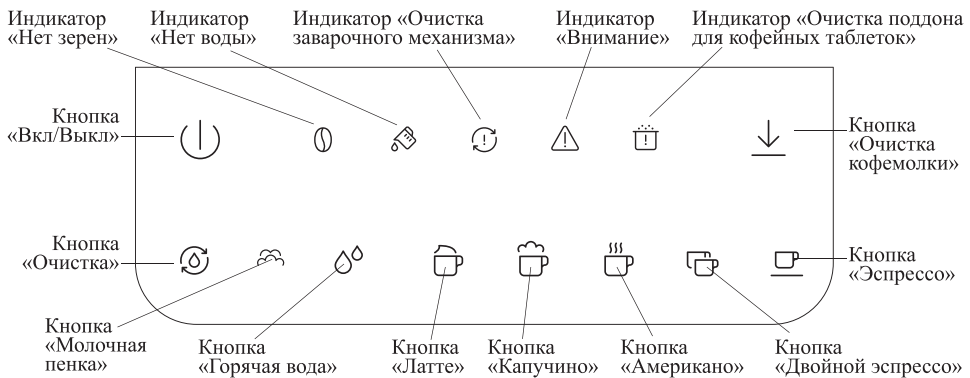 Индикатор
«Нет зерен»
Индикатор
«Нет воды»
Индикатор «Очистка
заварочного механизма»
Индикатор
«Внимание»
Индикатор «Очистка поддона
для кофейных таблеток»
Кнопка
«Вкл/Выкл»
Кнопка
«Очистка
кофемолки»
Кнопка
«Очистка»
Кнопка
«Эспрессо»
Кнопка
«Молочная
пенка»
Кнопка
«Горячая вода»
Кнопка
«Латте»
Кнопка
«Капучино»
Кнопка
«Американо»
Кнопка
«Двойной эспрессо»